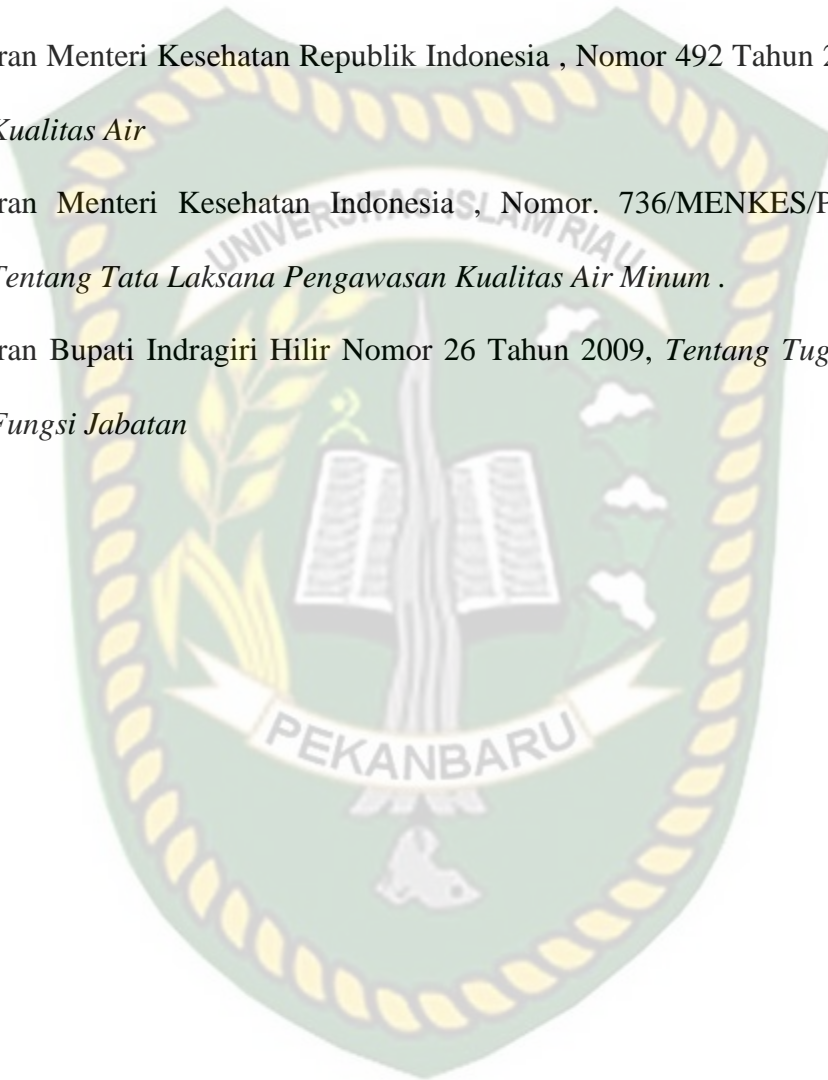 ran Menteri Kesehatan Republik Indonesia , Nomor 492 Tahun 2
Kualitas Air
ran Menteri Kesehatan Indonesia , Nomor. 736/MENKES/P
Tentang Tata Laksana Pengawasan Kualitas Air Minum .
ran Bupati Indragiri Hilir Nomor 26 Tahun 2009, Tentang Tug
Fungsi Jabatan
UNIVERSITAS ISLAM RIAU
PEKANBARU